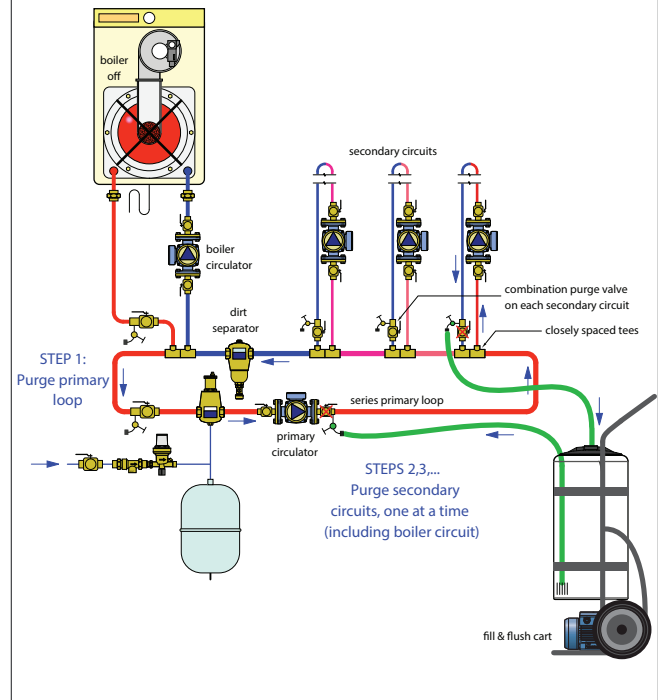 boiler
off
secondary circuits
boiler
circulator
combination purge valve
on each secondary circuit
dirt
separator
closely spaced tees
STEP 1:
Purge primary
loop
series primary loop
primary
circulator
STEPS 2,3,...
Purge secondary
circuits, one at a time
(including boiler circuit)
fill & flush cart